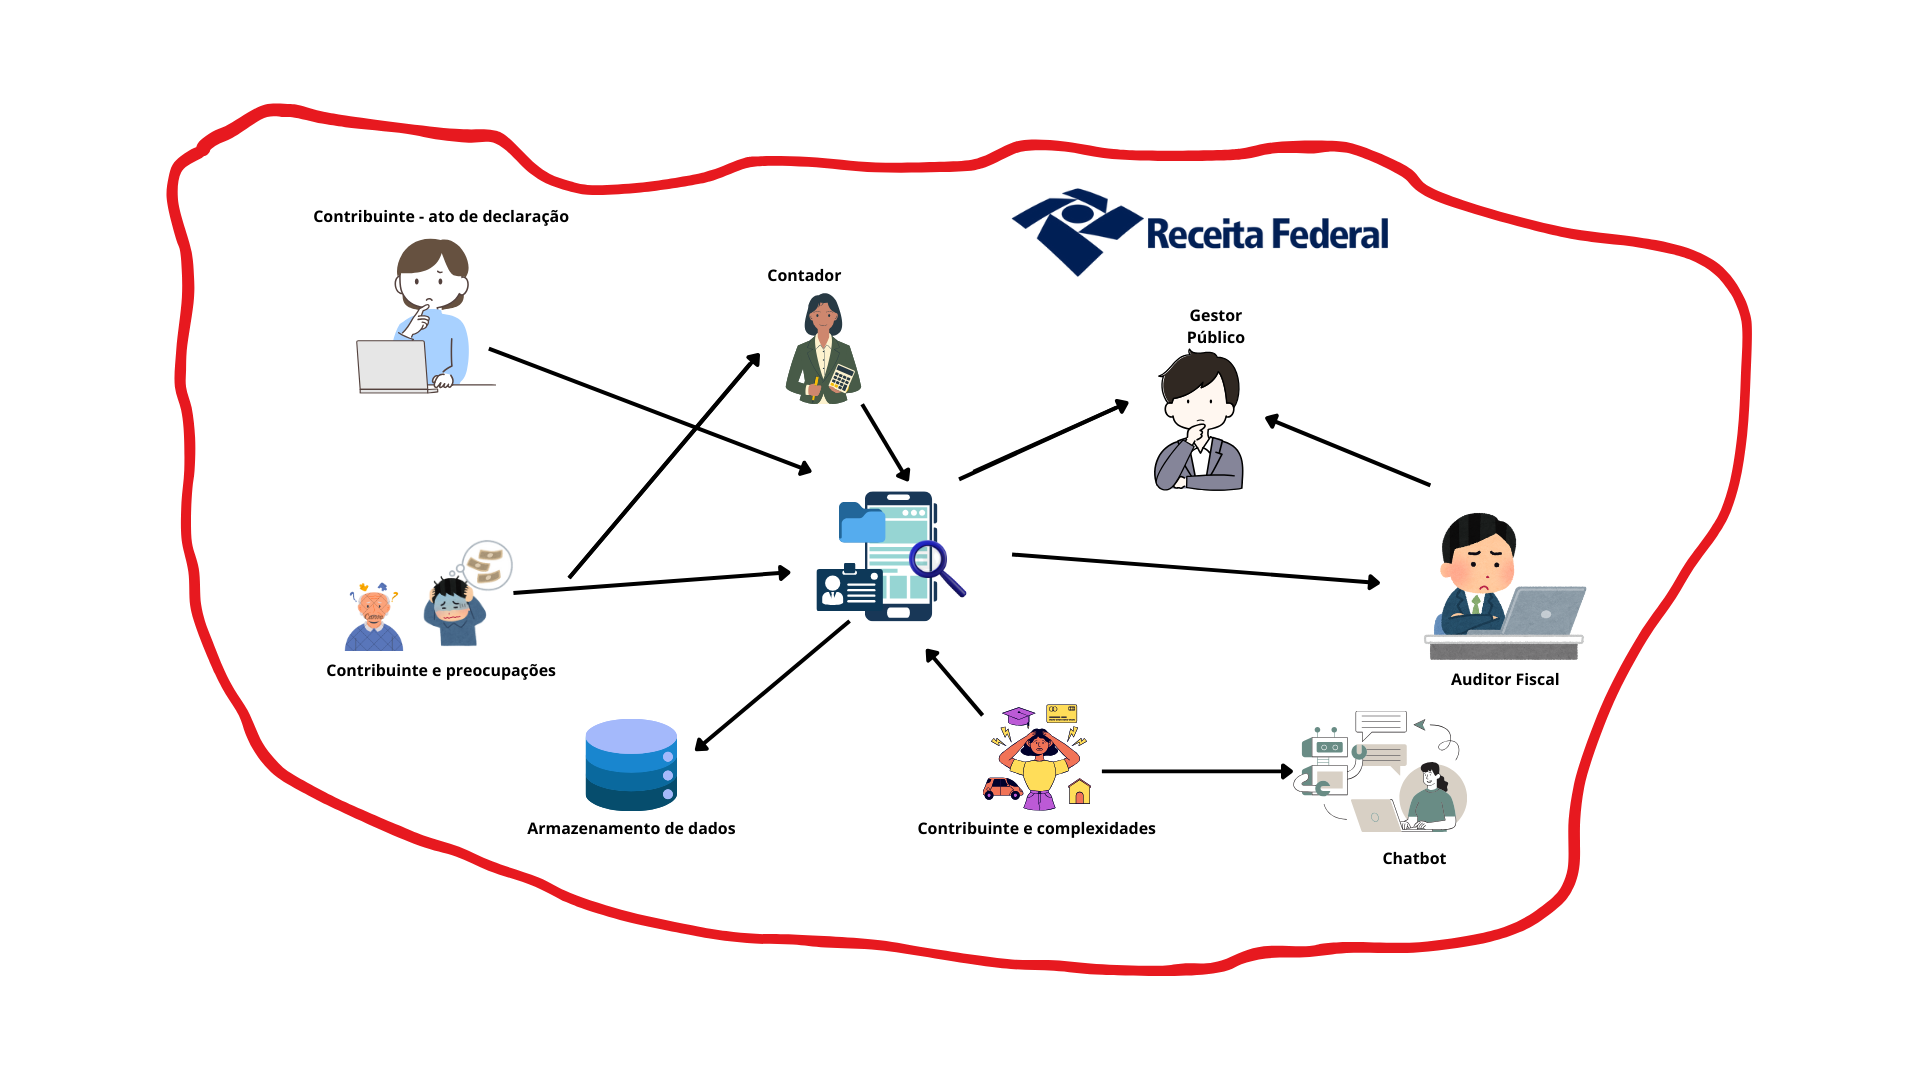 Contribuinte - ato de declaração
Receita Federal
Contador
Gestor
Público
Contribuinte e preocupações
Auditor Fiscal
Armazenamento de dados
Contribuinte e complexidades
Chatbot